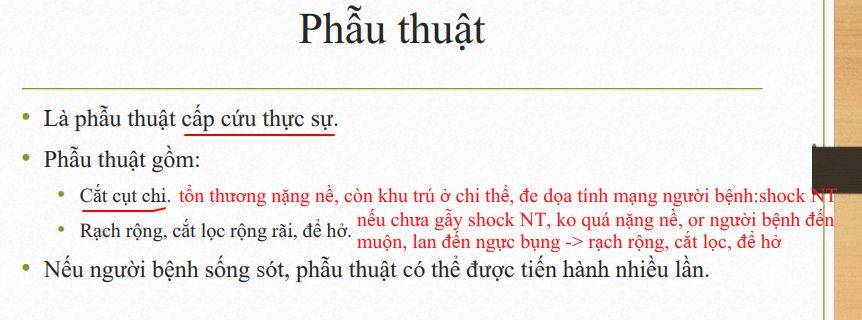 Phẫu thuật
• Là phẫu thuật cấp cứu thực sự.
• Phẫu thuật gồm:
• Cắt cụt chi. tổn thương nặng nề, còn khu trú ở chi thể, đe dọa tính mạng người bệnh:shock NT
• Rạch rộng, cắt lọc rộng rãi, để hở. nếu chưa gẫy shock NT, ko quá nặng nề, or người bệnh đến
muộn, lan đến ngực bụng -> rạch rộng, cắt lọc, để hở
• Nếu người bệnh sống sót, phẫu thuật có thể được tiến hành nhiều lần.